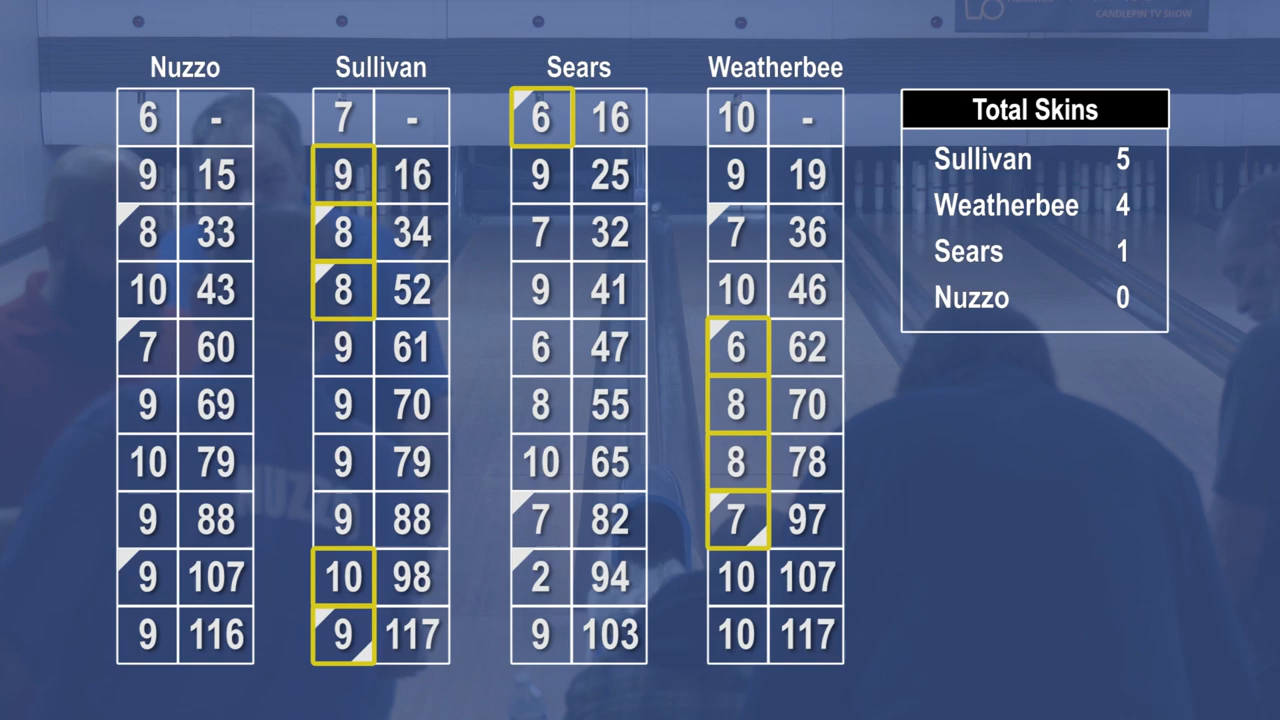 CANDLEPIN TV SHOW
Nuzzo Sullivan Sears Weatherbee
6 - 7 - 6 16 10 -
9 15 9 16 9 25 9 19
8 33 8 34 7 32 7 36
10 43 8 52 9 41 10 46
7 60 9 61 6 47 6 62
9 69 9 70 8 55 8 70
10 79 9 79 10 65 8 78
9 88 9 88 7 82 7 97
9 107 10 98 2 94 10 107
9 116 9 117 9 103 10 117
Total Skins
Sullivan 5
Weatherbee 4
Sears 1
Nuzzo 0
NUZZO